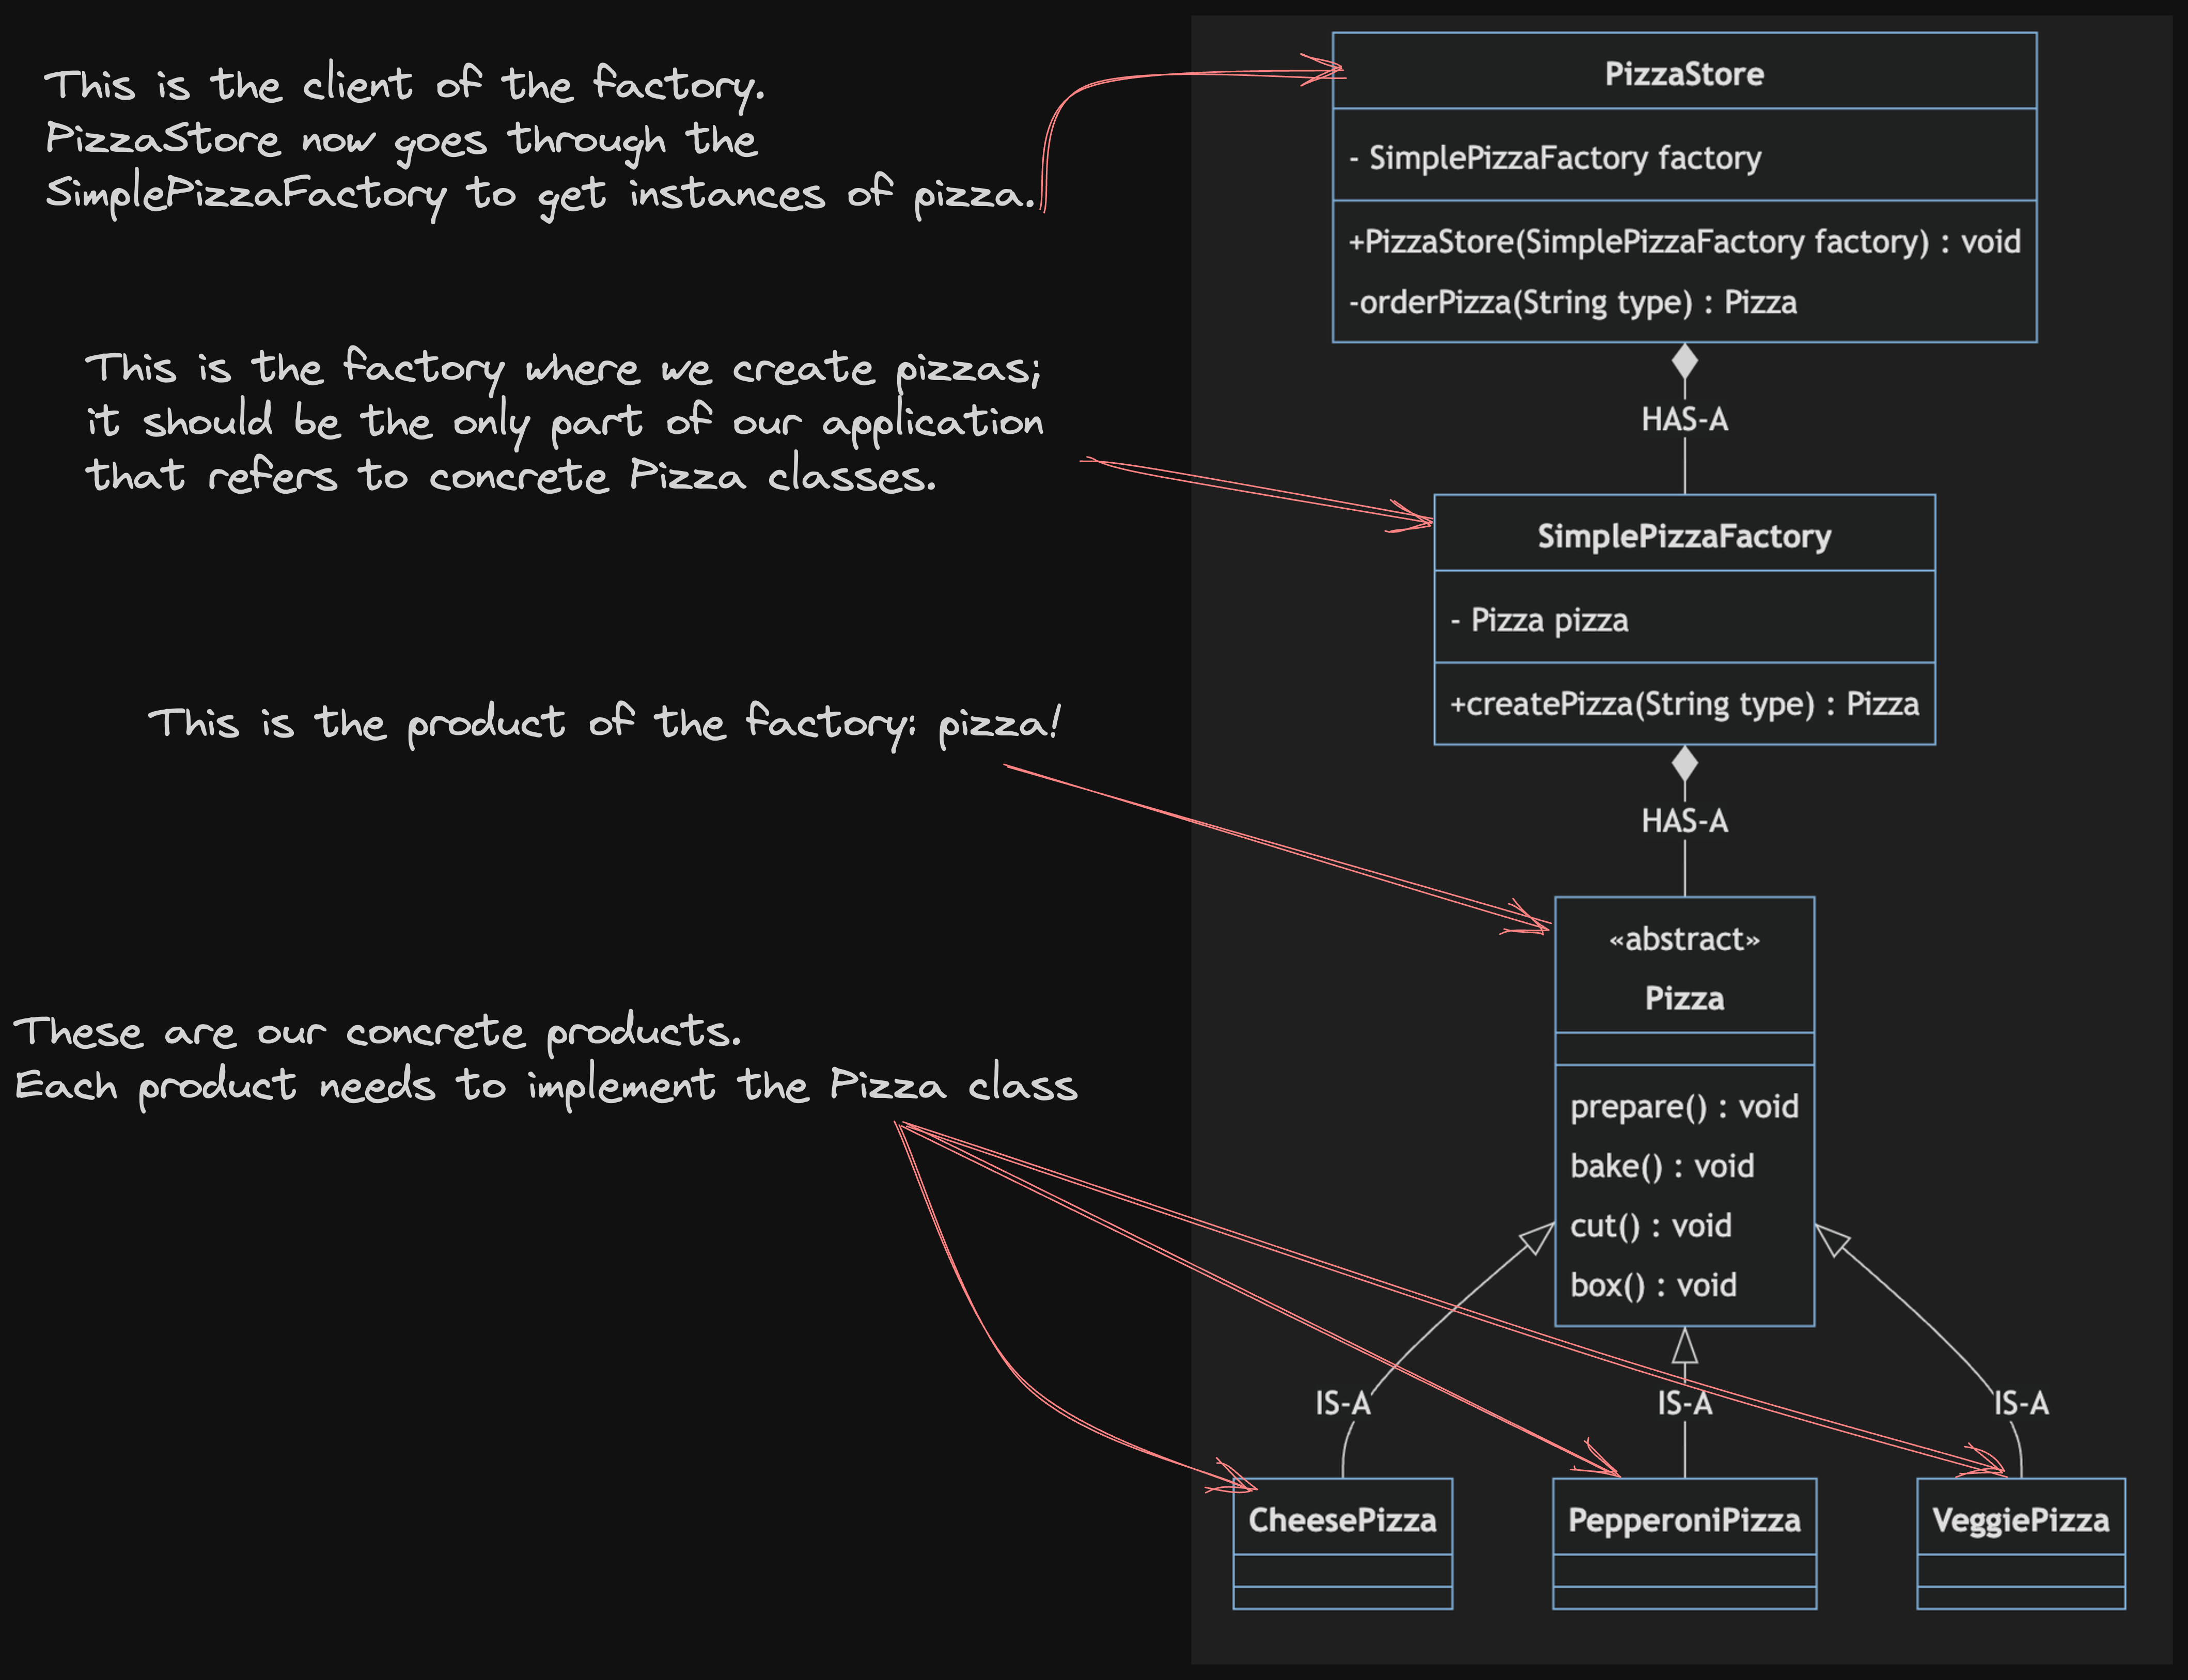 This is the client of the factory.
PizzaStore now goes through the
SimplePizzaFactory to get instances of pizza.
This is the factory where we create pizzas;
it should be the only part of our application
that refers to concrete Pizza classes.
This is the product of the factory: pizza!
These are our concrete products.
Each product needs to implement the Pizza class
PizzaStore
- SimplePizzaFactory factory
+PizzaStore(SimplePizzaFactory factory) : void
-orderPizza(String type) : Pizza
HAS-A
SimplePizzaFactory
- Pizza pizza
+createPizza(String type) : Pizza
HAS-A
«abstract»
Pizza
prepare() : void
bake() : void
cut() : void
box() : void
IS-A IS-A IS-A
CheesePizza PepperoniPizza VeggiePizza